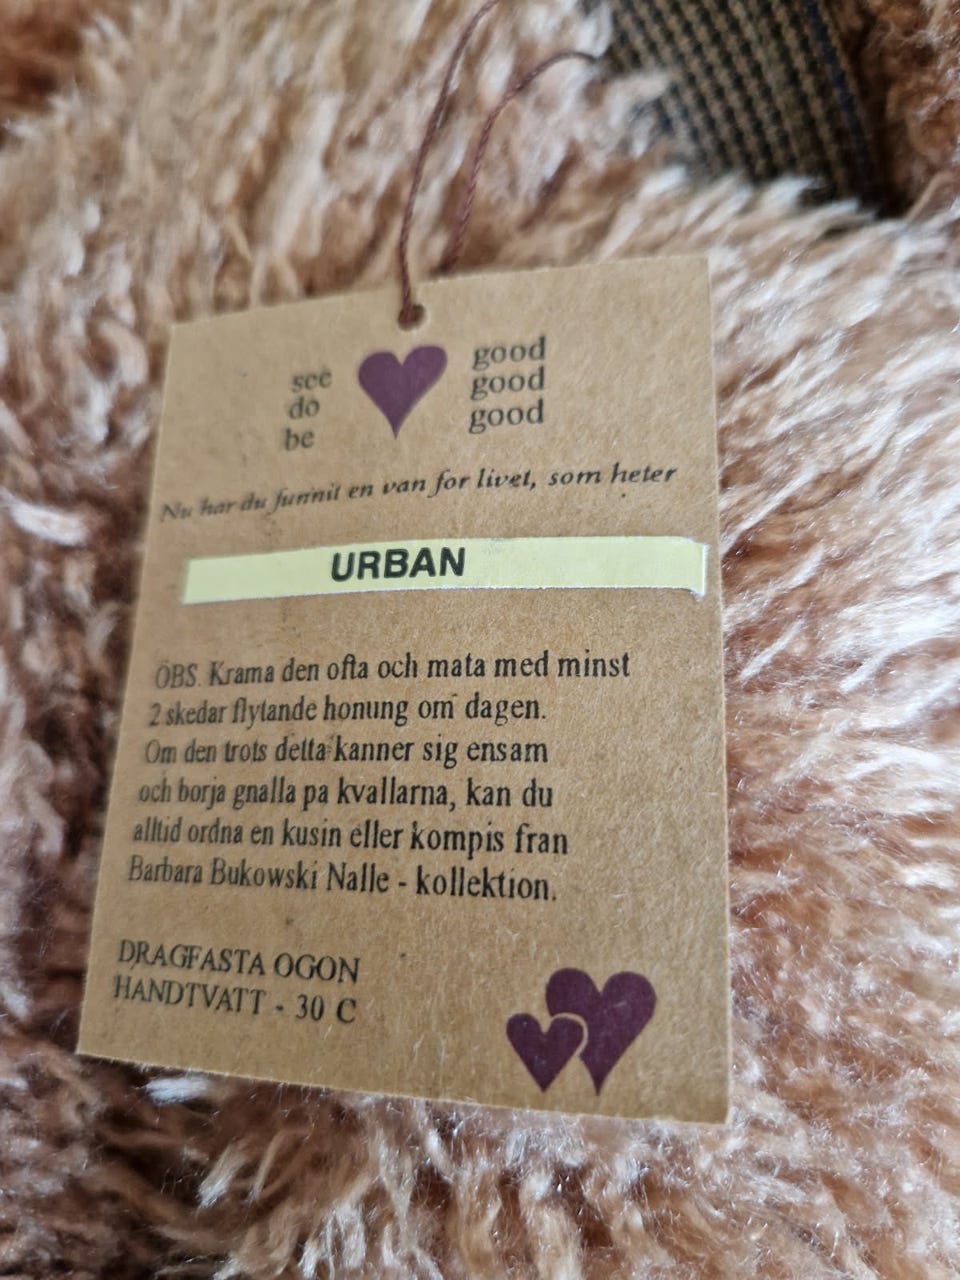 see good
do good
be good
Nu har du funnit en van for livet, som heter
URBAN
OBS. Krama den ofta och mata med minst
2 skedar flytande honung om dagen.
Om den trots detta kanner sig ensam
och borja gnalla pa kvallarna, kan du
alltid ordna en kusin eller kompis fran
Barbara Bukowski Nalle - kollektion.
DRAGFASTA OGON
HANDTVATT - 30 C